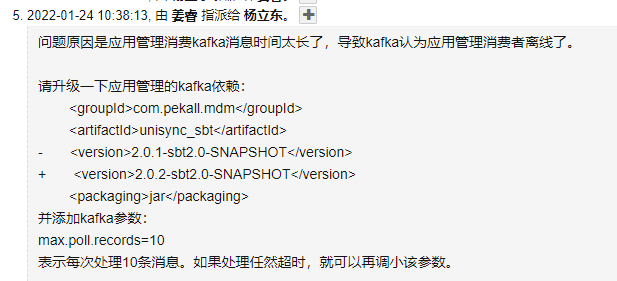 5. 2022-01-24 10:38:13, 由 姜睿 指派给 杨立东。
问题原因是应用管理消费kafka消息时间太长了，导致kafka认为应用管理消费者离线了。
请升级一下应用管理的kafka依赖：
<groupId>com.pekall.mdm</groupId>
<artifactId>unisync_sbt</artifactId>
- <version>2.0.1-sbt2.0-SNAPSHOT</version>
+ <version>2.0.2-sbt2.0-SNAPSHOT</version>
<packaging>jar</packaging>
并添加kafka参数：
max.poll.records=10
表示每次处理10条消息。如果处理任然超时，就可以再调小该参数。